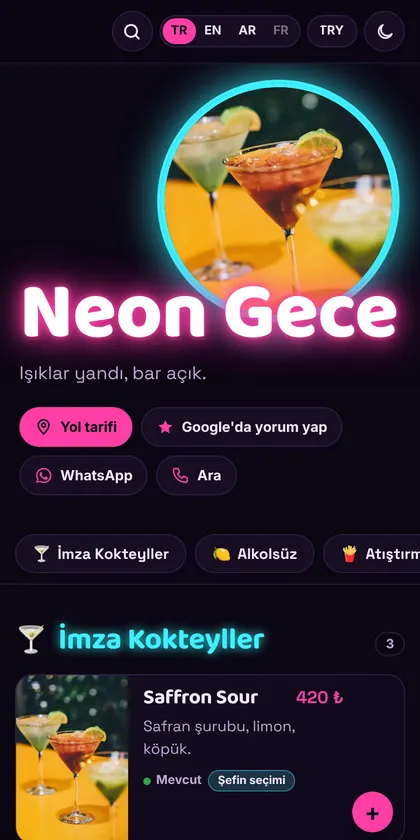 TR EN AR FR TRY
Neon Gece
Işıklar yandı, bar açık.
Yol tarifi Google'da yorum yap
WhatsApp Ara
İmza Kokteyller Alkolsüz Atıştırm
İmza Kokteyller 3
Saffron Sour 420 ₺
Safran şurubu, limon,
köpük.
Mevcut Şefin seçimi
+